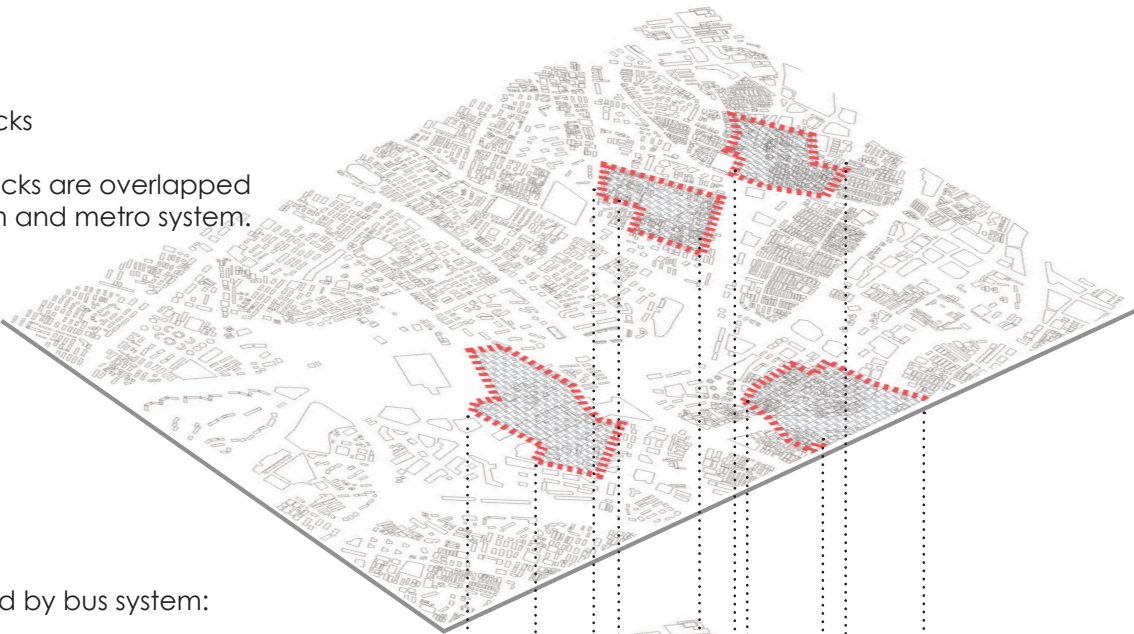 cks
cks are overlapped
n and metro system.
d by bus system: